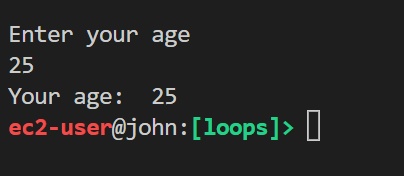 Enter your age
25
Your age:  25
ec2-user@john:[loops]>